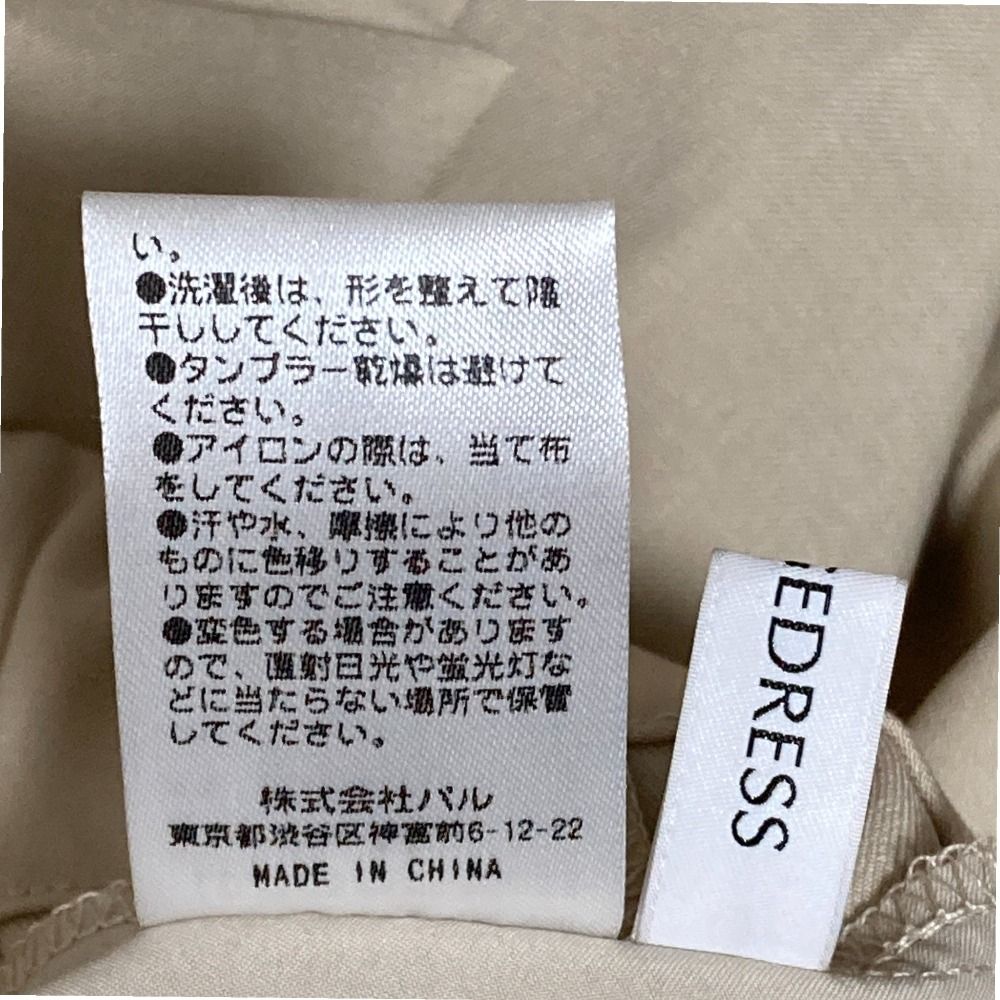 い。
●洗濯後は、形を整えて陰
干ししてください。
●タンブラー乾燥は避けて
ください。
●アイロンの際は、当て布
をしてください。
●汗や水、摩擦により他の
ものに色移りすることがあ
りますのでご注意ください。
●変色する場合があります
ので、直射日光や蛍光灯な
どに当たらない場所で保管
してください。
株式会社パル
東京都渋谷区神宮前6-12-22
MADE IN CHINA
EDRESS